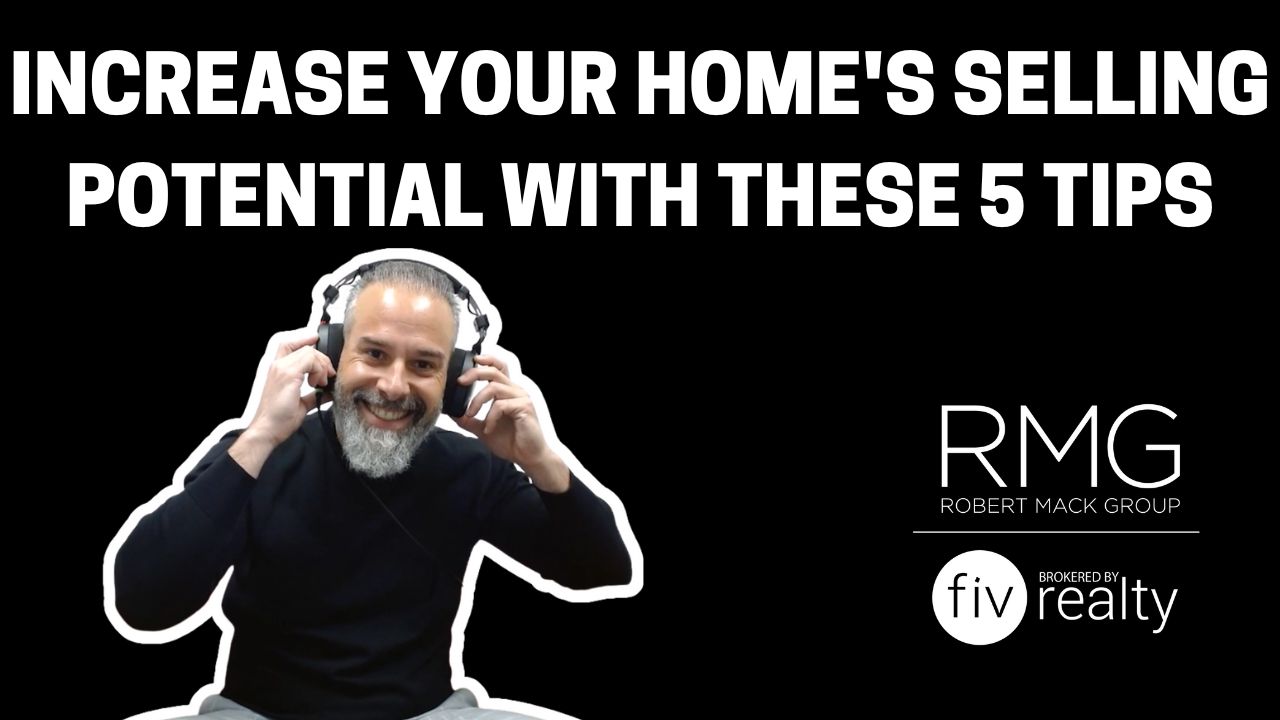 INCREASE YOUR HOME'S SELLING
POTENTIAL WITH THESE 5 TIPS
RMG
ROBERT MACK GROUP
fiv
BROKERED BY
realty